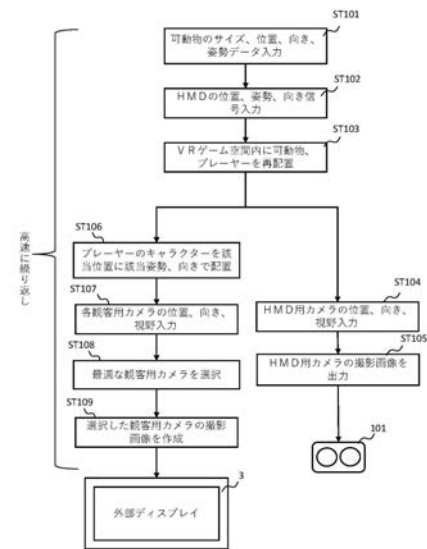 ST101
可動物のサイズ、位置、向き、
姿勢データ入力
ST102
HMDの位置、姿勢、向き信
号入力
ST103
VRゲーム空間内に可動物、
プレーヤーを再配置
高速に繰り返し
ST106
プレーヤーのキャラクターを該
当位置に該当姿勢、向きで配置
ST107
各観客用カメラの位置、向き、
視野入力
ST108
最適な観客用カメラを選択
ST109
選択した観客用カメラの撮影
画像を作成
3
外部ディスプレイ
ST104
HMD用カメラの位置、向き、
視野入力
ST105
HMD用カメラの撮影画像を
出力
101